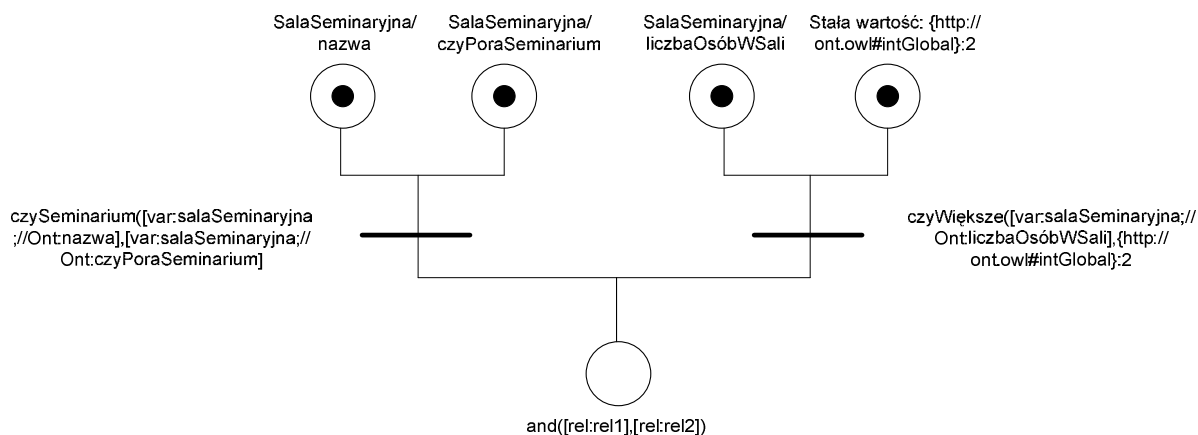 SalaSeminaryjna/
nazwa
SalaSeminaryjna/
czyPoraSeminarium
SalaSeminaryjna/
liczbaOsóbWSali
Stała wartość: {http://
ont.owl#intGlobal}:2
czySeminarium([var:salaSeminaryjna
;//Ont:nazwa],[var:salaSeminaryjna;//
Ont:czyPoraSeminarium]
czyWiększe([var:salaSeminaryjna;//
Ont:liczbaOsóbWSali],{http://
ont.owl#intGlobal}:2
and([rel:rel1],[rel:rel2])